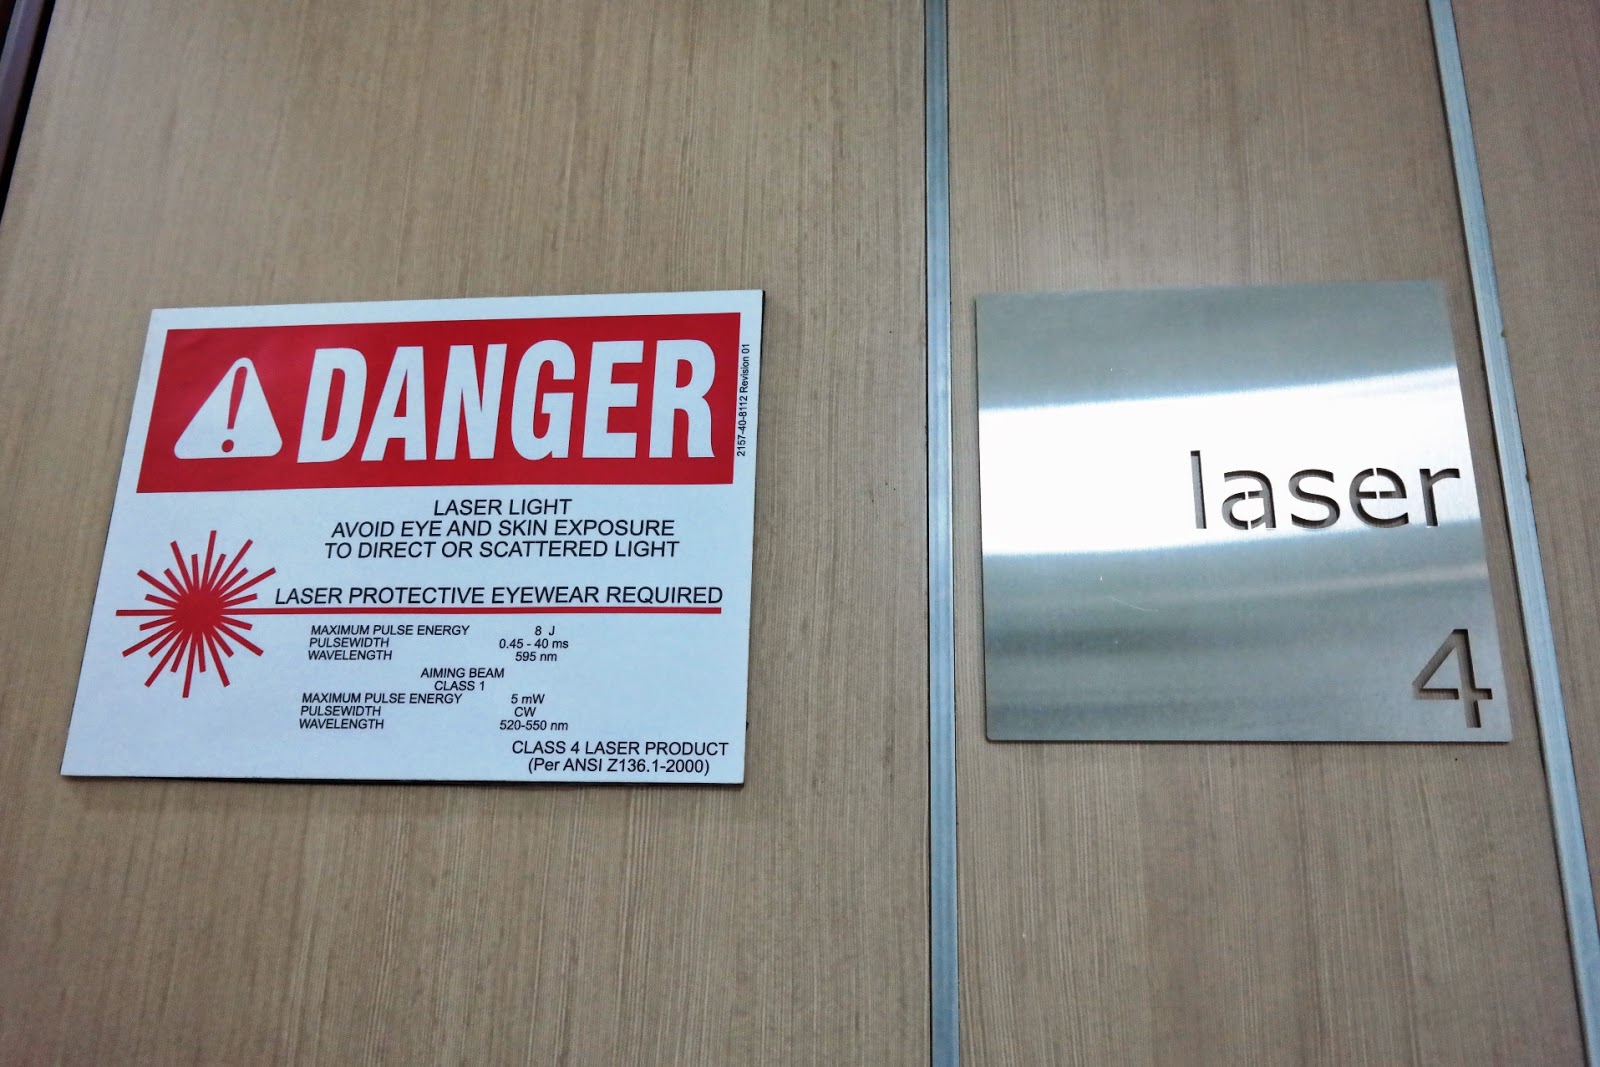 DANGER
2157-40-8112 Revision 01
LASER LIGHT
AVOID EYE AND SKIN EXPOSURE
TO DIRECT OR SCATTERED LIGHT
LASER PROTECTIVE EYEWEAR REQUIRED
MAXIMUM PULSE ENERGY 8 J
PULSEWIDTH 0.45 - 40 ms
WAVELENGTH 595 nm
AIMING BEAM
CLASS 1
MAXIMUM PULSE ENERGY 5 mW
PULSEWIDTH CW
WAVELENGTH 520-550 nm
CLASS 4 LASER PRODUCT
(Per ANSI Z136.1-2000)
laser
4